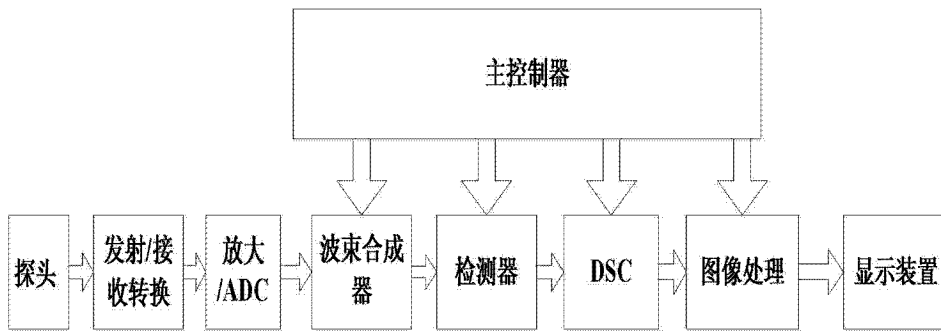 主控制器
探头
发射/接
收转换
放大
/ADC
波束合成
器
检测器
DSC
图像处理
显示装置